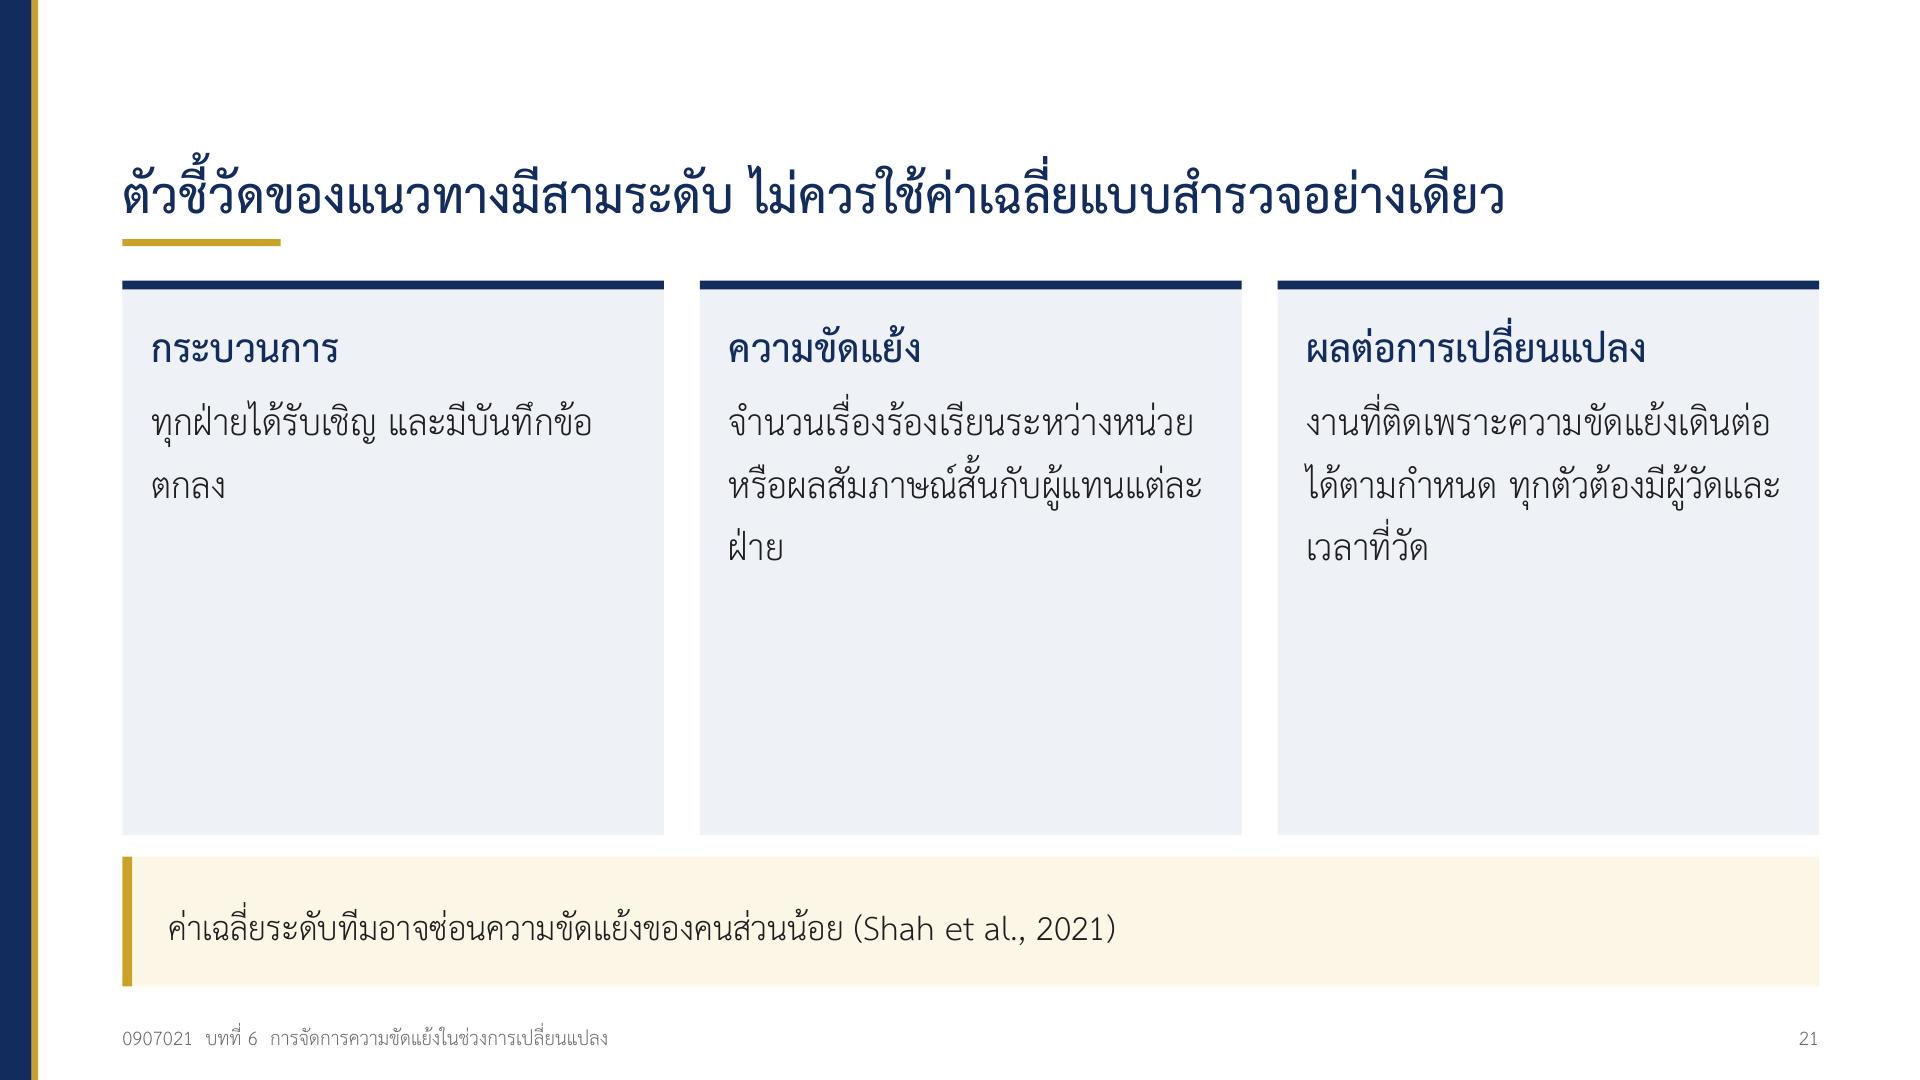 ตัวชี้วัดของแนวทางมีสามระดับ ไม่ควรใช้ค่าเฉลี่ยแบบสำรวจอย่างเดียว
กระบวนการ
ทุกฝ่ายได้รับเชิญ และมีบันทึกข้อ
ตกลง
ความขัดแย้ง
จำนวนเรื่องร้องเรียนระหว่างหน่วย
หรือผลสัมภาษณ์สั้นกับผู้แทนแต่ละ
ฝ่าย
ผลต่อการเปลี่ยนแปลง
งานที่ติดเพราะความขัดแย้งเดินต่อ
ได้ตามกำหนด ทุกตัวต้องมีผู้วัดและ
เวลาที่วัด
ค่าเฉลี่ยระดับทีมอาจซ่อนความขัดแย้งของคนส่วนน้อย (Shah et al., 2021)
0907021 บทที่ 6 การจัดการความขัดแย้งในช่วงการเปลี่ยนแปลง
21